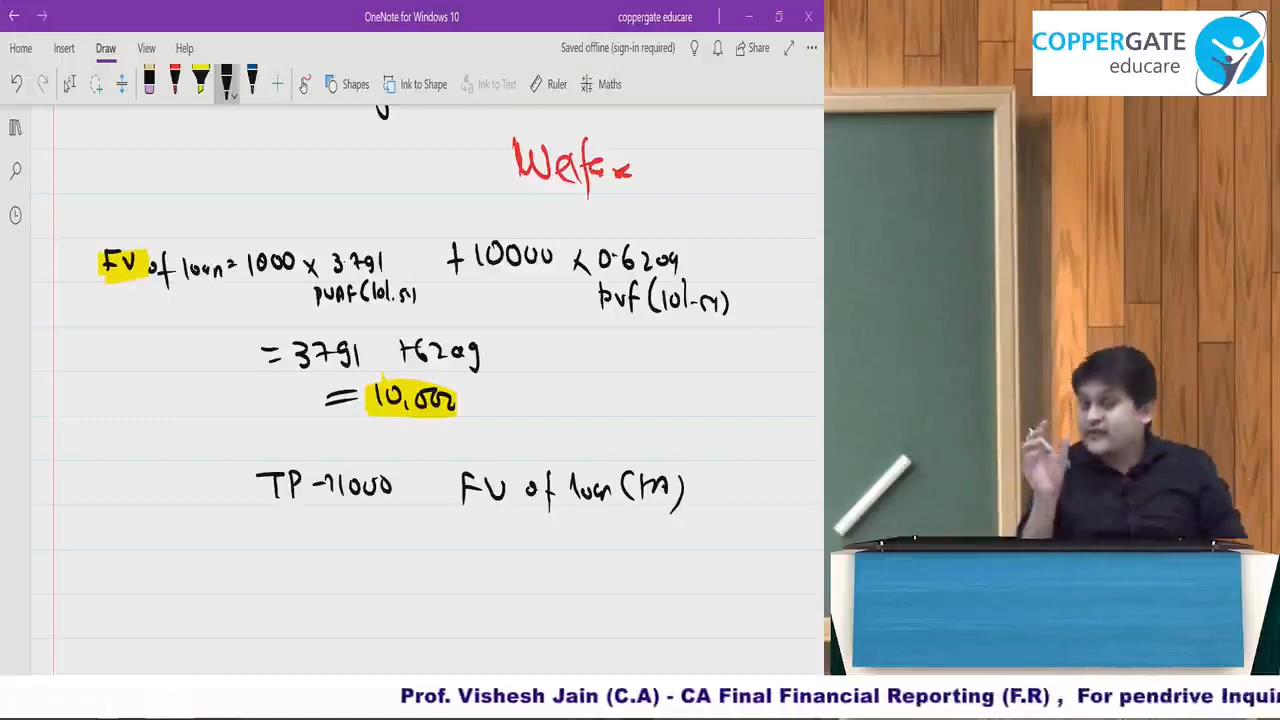 OneNote for Windows 10
coppergate educare
Home Insert Draw View Help
Saved offline (sign-in required)
Share
Shapes
Ink to Shape
Ink to Text
Ruler
Maths
COPPERGATE
educare
FV of loan = 1000 × 3.791 + 10000 × 0.6209
PVAF (10%-5Y) PVF (10%-5Y)
= 3791 + 6209
= 10,000
TP → 11000 FV of loan (FA)
Prof. Vishesh Jain (C.A) - CA Final Financial Reporting (F.R) , For pendrive Inqui